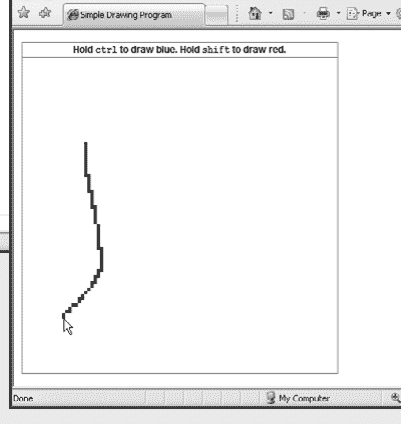 Simple Drawing Program
Page
Hold ctrl to draw blue. Hold shift to draw red.
Done
My Computer